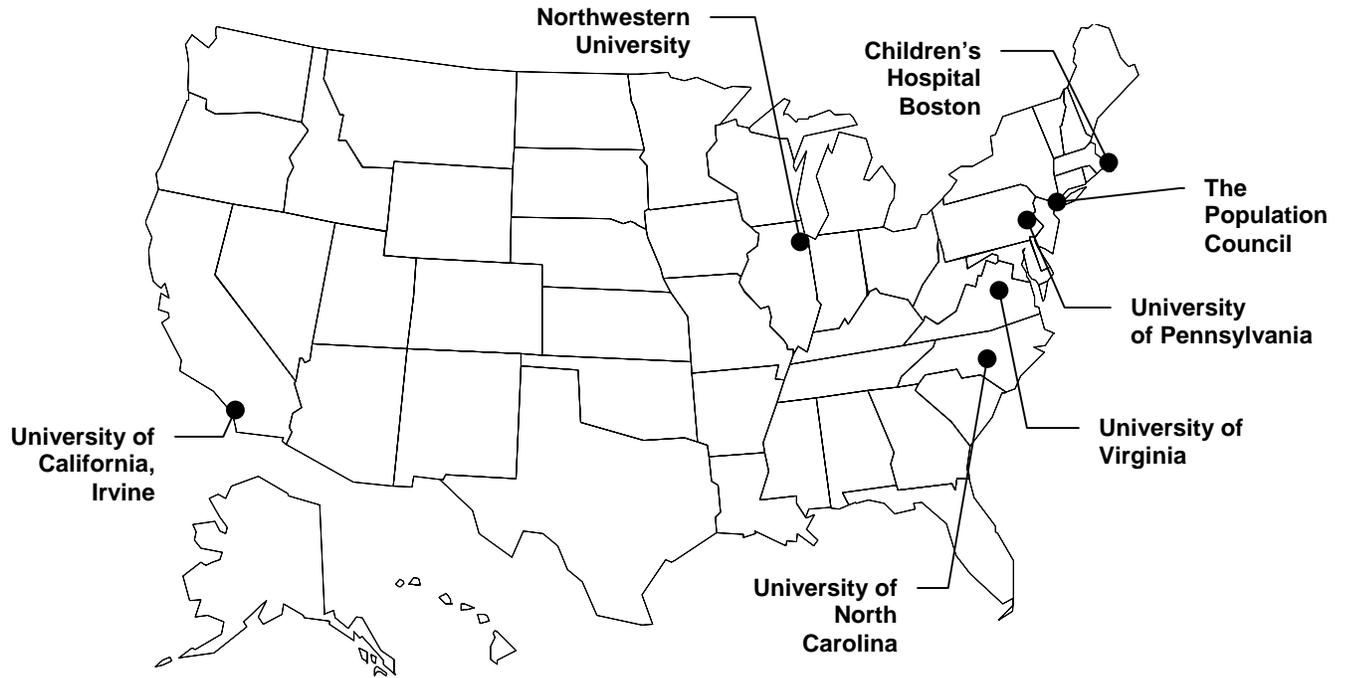 Northwestern
University
Children's
Hospital
Boston
The
Population
Council
University
of Pennsylvania
University of
Virginia
University of
California,
Irvine
University of
North
Carolina